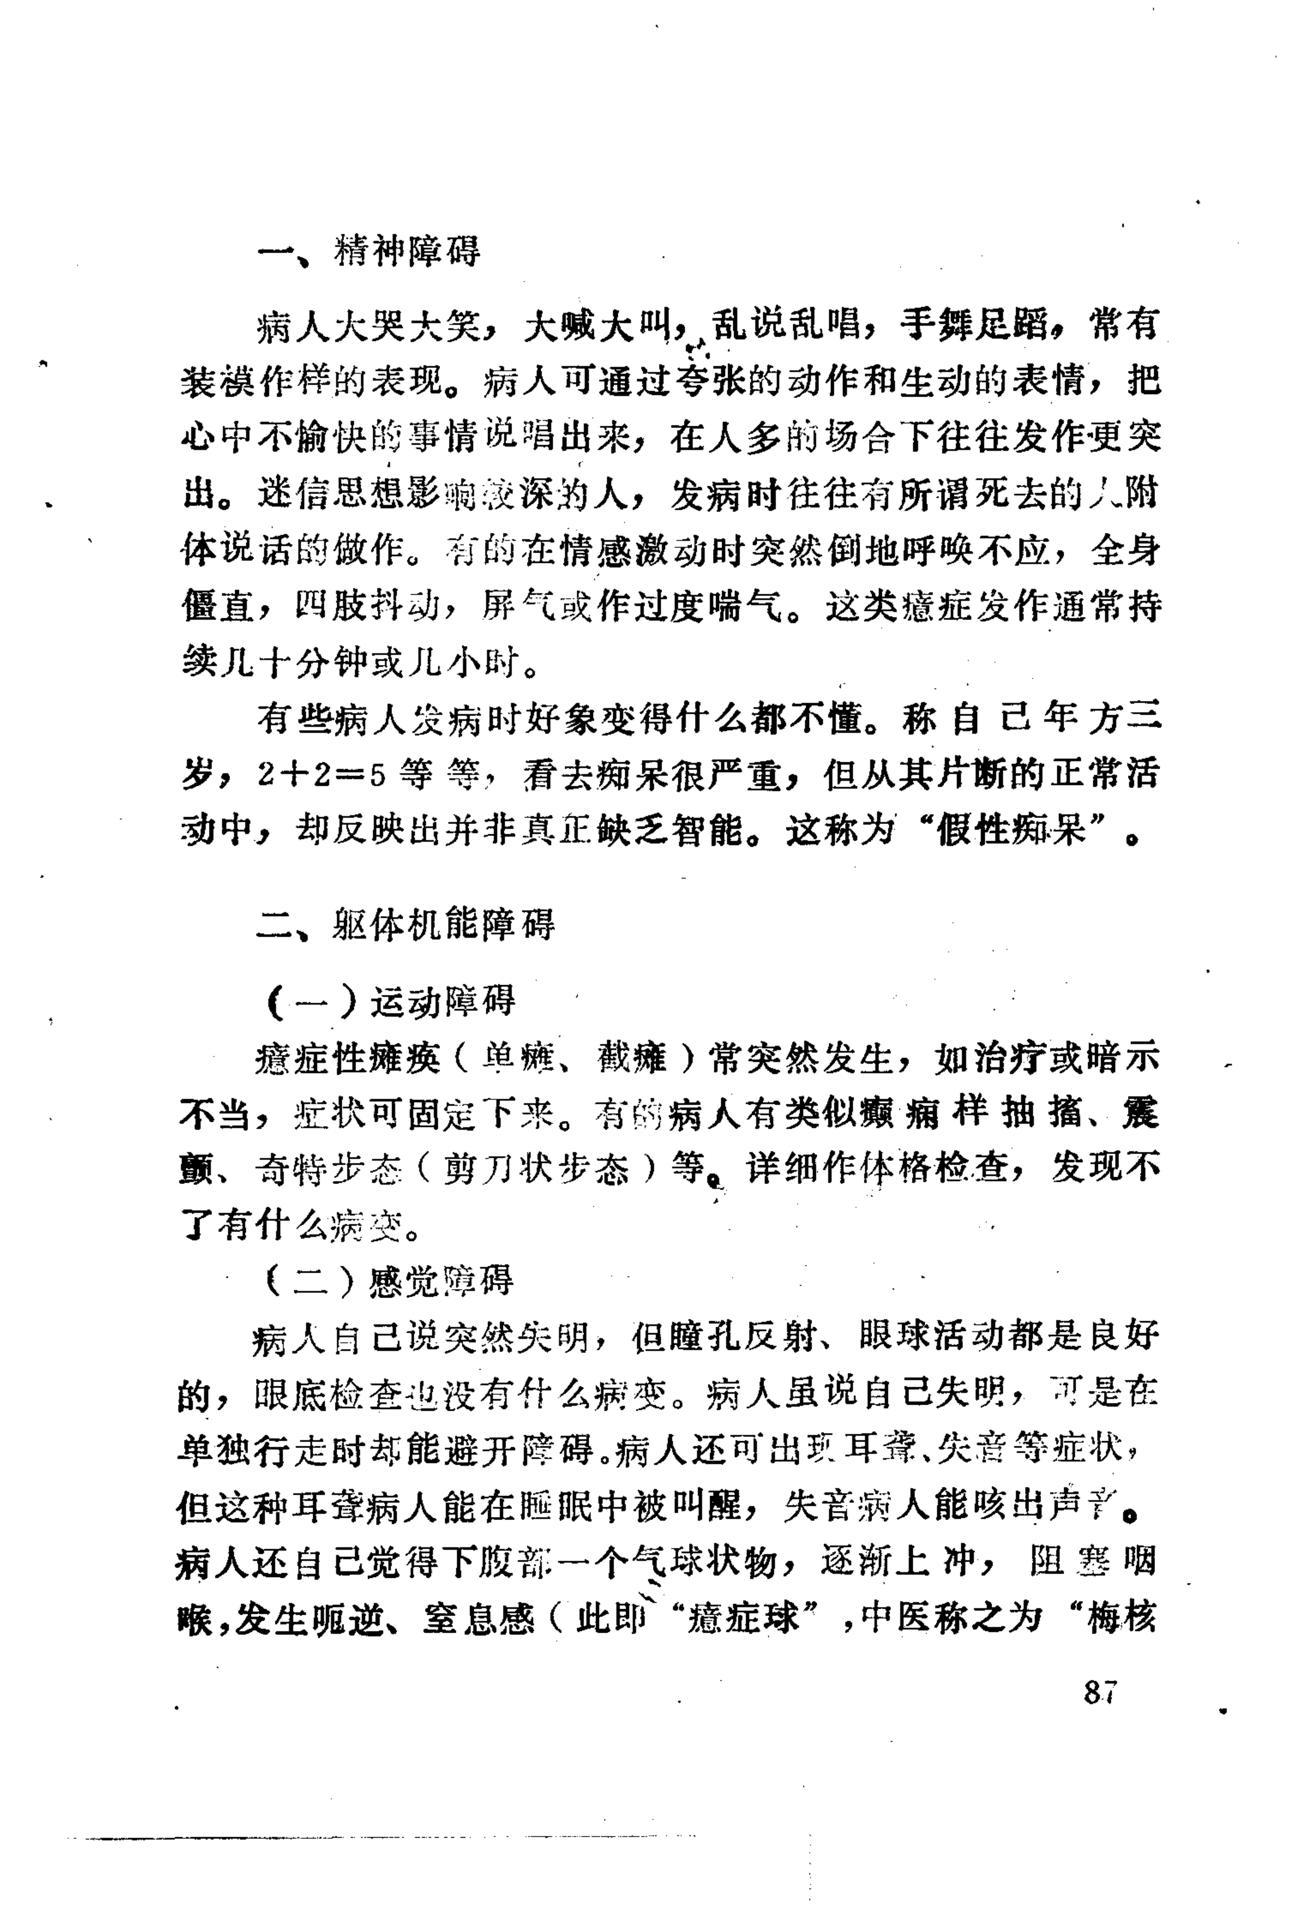 一、精神障碍
病人大哭大笑，大喊大叫，乱说乱唱，手舞足蹈，常有
装模作样的表现。病人可通过夸张的动作和生动的表情，把
心中不愉快的事情说唱出来，在人多的场合下往往发作更突
出。迷信思想影响较深的人，发病时往往有所谓死去的人附
体说话的做作。有的在情感激动时突然倒地呼唤不应，全身
僵直，四肢抖动，屏气或作过度喘气。这类癔症发作通常持
续几十分钟或几小时。
有些病人发病时好象变得什么都不懂。称自己年方三
岁，2+2=5等等，看去痴呆很严重，但从其片断的正常活
动中，却反映出并非真正缺乏智能。这称为“假性痴呆”。
二、躯体机能障碍
（一）运动障碍
癔症性瘫痪（单瘫、截瘫）常突然发生，如治疗或暗示
不当，症状可固定下来。有的病人有类似癫痫样抽搐、震
颤、奇特步态（剪刀状步态）等。详细作体格检查，发现不
了有什么病变。
（二）感觉障碍
病人自己说突然失明，但瞳孔反射、眼球活动都是良好
的，眼底检查也没有什么病变。病人虽说自己失明，可是在
单独行走时却能避开障碍。病人还可出现耳聋、失音等症状，
但这种耳聋病人能在睡眠中被叫醒，失音病人能咳出声音。
病人还自己觉得下腹部一个气球状物，逐渐上冲，阻塞咽
喉，发生呃逆、窒息感（此即“癔症球”，中医称之为“梅核
87